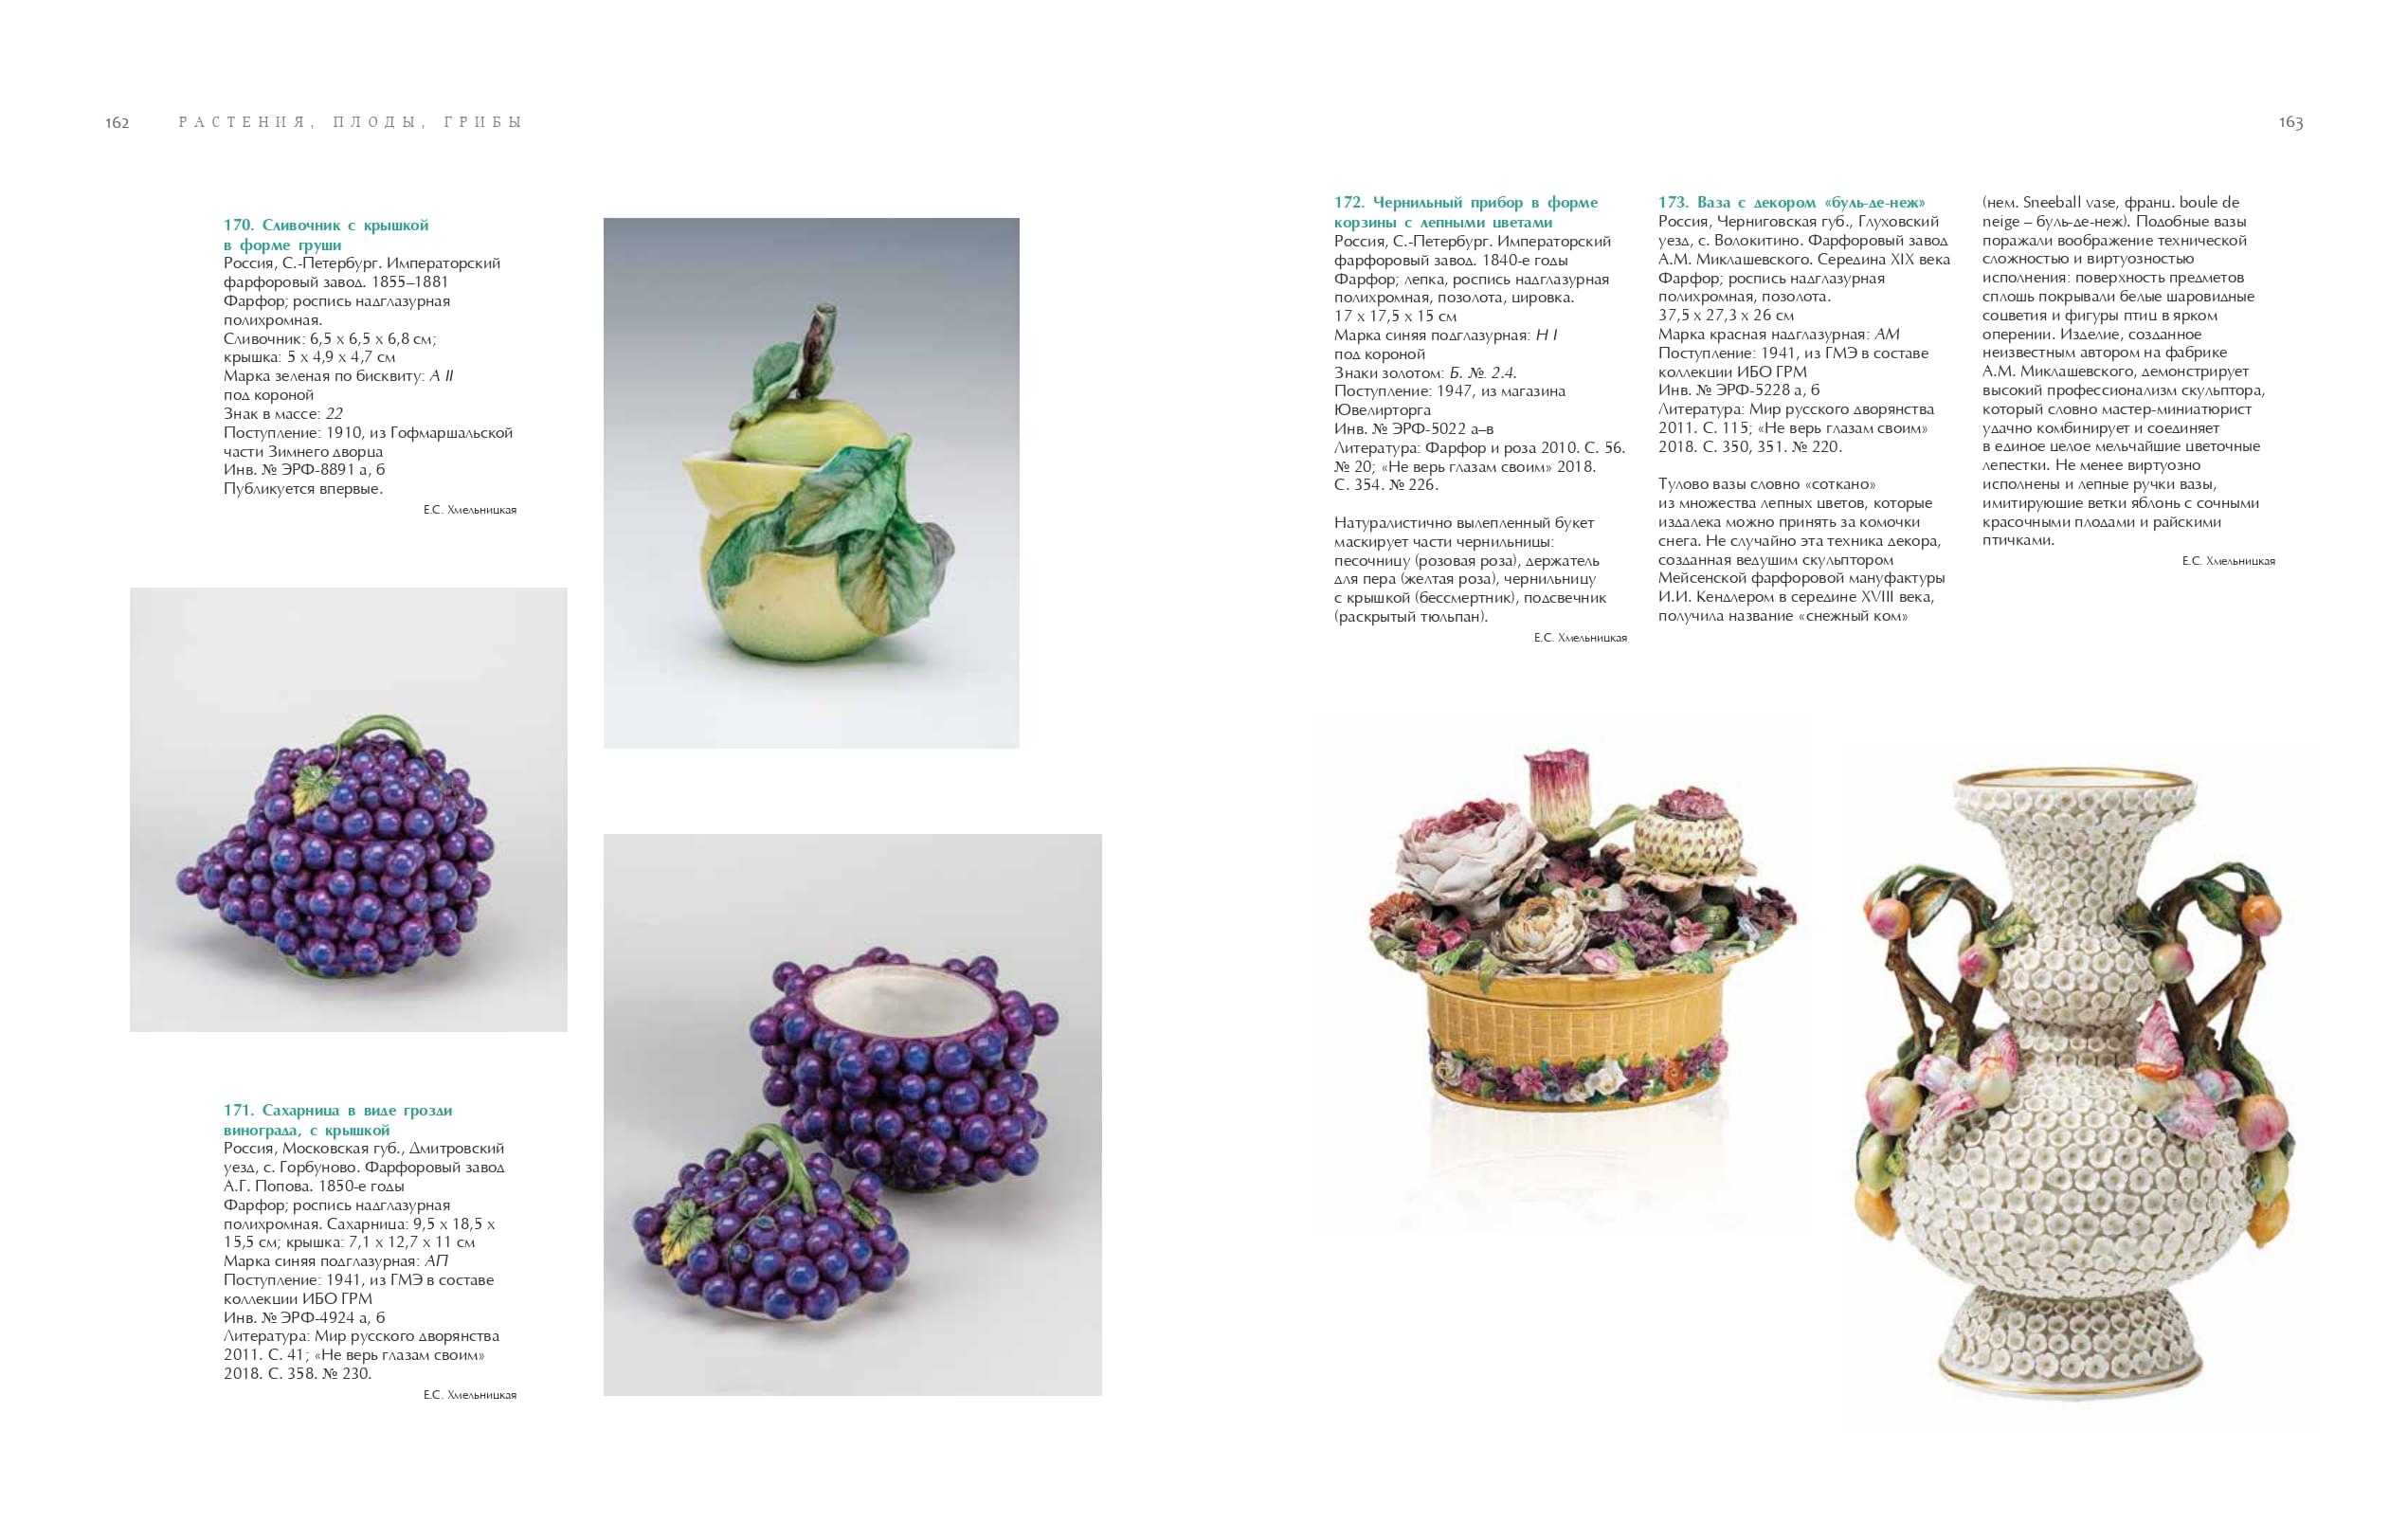 162
РАСТЕНИЯ, ПЛОДЫ, ГРИБЫ
170. Сливочник с крышкой
в форме груши
Россия, С.-Петербург. Императорский
фарфоровый завод. 1855–1881
Фарфор; роспись надглазурная
полихромная.
Сливочник: 6,5 х 6,5 х 6,8 см;
крышка: 5 х 4,9 х 4,7 см
Марка зеленая по бисквиту: А II
под короной
Знак в массе: 22
Поступление: 1910, из Гофмаршальской
части Зимнего дворца
Инв. № ЭРФ-8891 а, б
Публикуется впервые.
Е.С. Хмельницкая
171. Сахарница в виде грозди
винограда, с крышкой
Россия, Московская губ., Дмитровский
уезд, с. Горбуново. Фарфоровый завод
А.Г. Попова. 1850-е годы
Фарфор; роспись надглазурная
полихромная. Сахарница: 9,5 х 18,5 х
15,5 см; крышка: 7,1 х 12,7 х 11 см
Марка синяя подглазурная: АП
Поступление: 1941, из ГМЭ в составе
коллекции ИБО ГРМ
Инв. № ЭРФ-4924 а, б
Литература: Мир русского дворянства
2011. С. 41; «Не верь глазам своим»
2018. С. 358. № 230.
Е.С. Хмельницкая
163
172. Чернильный прибор в форме
корзины с лепными цветами
Россия, С.-Петербург. Императорский
фарфоровый завод. 1840-е годы
Фарфор; лепка, роспись надглазурная
полихромная, позолота, цировка.
17 х 17,5 х 15 см
Марка синяя подглазурная: Н I
под короной
Знаки золотом: Б. №. 2.4.
Поступление: 1947, из магазина
Ювелирторга
Инв. № ЭРФ-5022 а–в
Литература: Фарфор и роза 2010. С. 56.
№ 20; «Не верь глазам своим» 2018.
С. 354. № 226.
Натуралистично вылепленный букет
маскирует части чернильницы:
песочницу (розовая роза), держатель
для пера (желтая роза), чернильницу
с крышкой (бессмертник), подсвечник
(раскрытый тюльпан).
Е.С. Хмельницкая
173. Ваза с декором «буль-де-неж»
Россия, Черниговская губ., Глуховский
уезд, с. Волокитино. Фарфоровый завод
А.М. Миклашевского. Середина XIX века
Фарфор; роспись надглазурная
полихромная, позолота.
37,5 х 27,3 х 26 см
Марка красная надглазурная: АМ
Поступление: 1941, из ГМЭ в составе
коллекции ИБО ГРМ
Инв. № ЭРФ-5228 а, б
Литература: Мир русского дворянства
2011. С. 115; «Не верь глазам своим»
2018. С. 350, 351. № 220.
Тулово вазы словно «соткано»
из множества лепных цветов, которые
издалека можно принять за комочки
снега. Не случайно эта техника декора,
созданная ведущим скульптором
Мейсенской фарфоровой мануфактуры
И.И. Кендлером в середине XVIII века,
получила название «снежный ком»
(нем. Sneeball vase, франц. boule de
neige – буль-де-неж). Подобные вазы
поражали воображение технической
сложностью и виртуозностью
исполнения: поверхность предметов
сплошь покрывали белые шаровидные
соцветия и фигуры птиц в ярком
оперении. Изделие, созданное
неизвестным автором на фабрике
А.М. Миклашевского, демонстрирует
высокий профессионализм скульптора,
который словно мастер-миниатюрист
удачно комбинирует и соединяет
в единое целое мельчайшие цветочные
лепестки. Не менее виртуозно
исполнены и лепные ручки вазы,
имитирующие ветки яблонь с сочными
красочными плодами и райскими
птичками.
Е.С. Хмельницкая